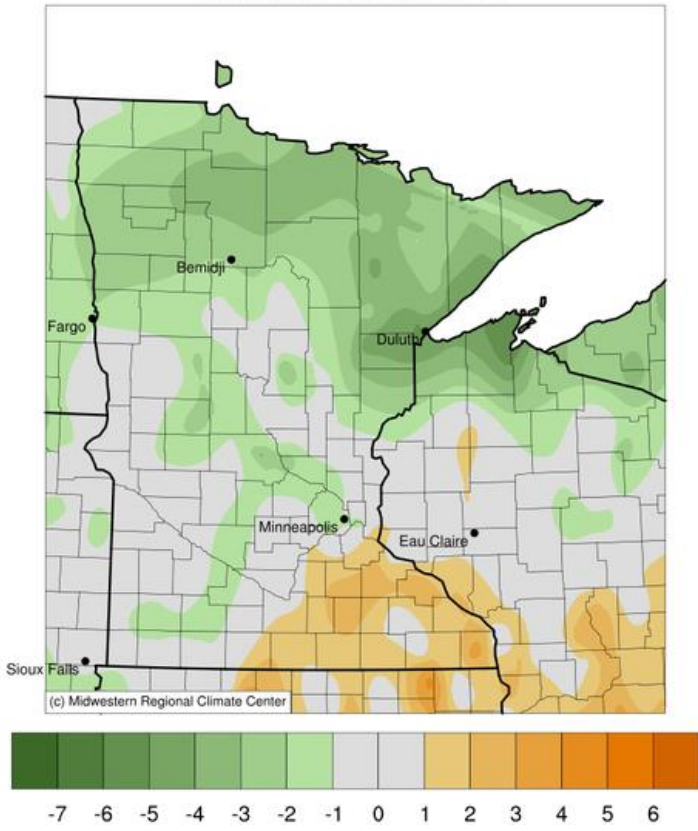 Bemidji
Fargo
Duluth
Minneapolis
Eau Claire
Sioux Falls
(c) Midwestern Regional Climate Center
-7 -6 -5 -4 -3 -2 -1 0 1 2 3 4 5 6